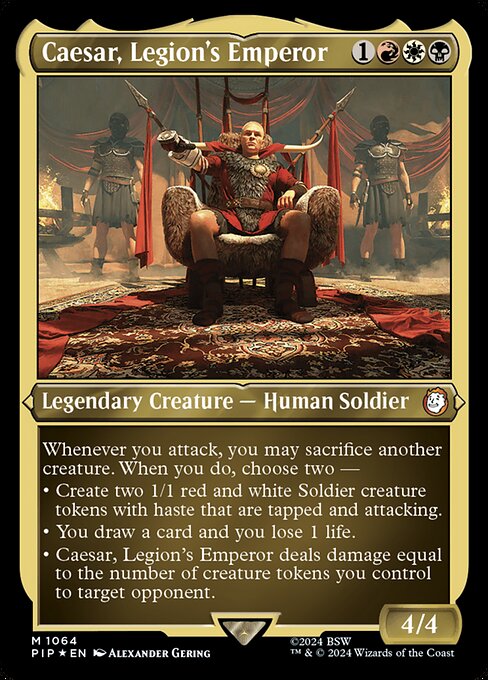 Caesar, Legion's Emperor 1
Legendary Creature — Human Soldier
Whenever you attack, you may sacrifice another
creature. When you do, choose two —
• Create two 1/1 red and white Soldier creature
tokens with haste that are tapped and attacking.
• You draw a card and you lose 1 life.
• Caesar, Legion's Emperor deals damage equal
to the number of creature tokens you control
to target opponent.
4/4
M 1064
PIP★EN Alexander Gering
©2024 BSW
™ & © 2024 Wizards of the Coast